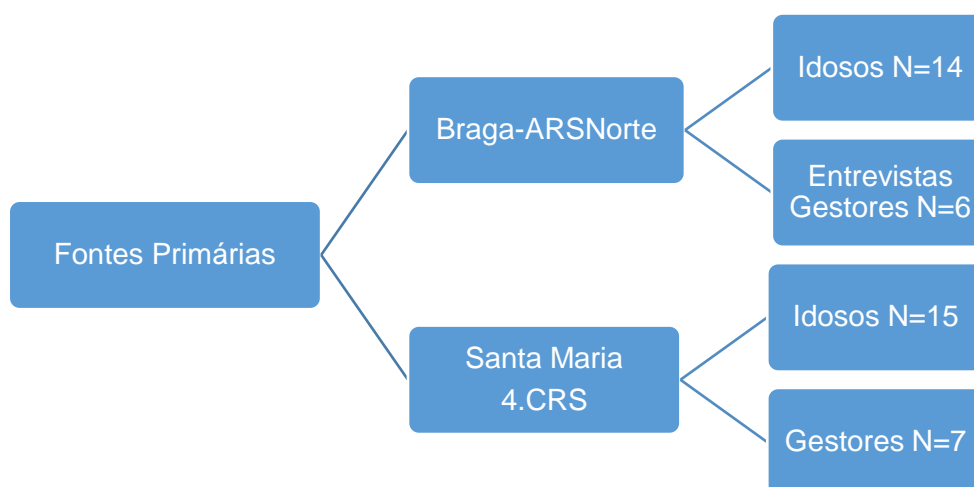 Fontes Primárias
Braga-ARSNorte
Idosos N=14
Entrevistas
Gestores N=6
Santa Maria
4.CRS
Idosos N=15
Gestores N=7